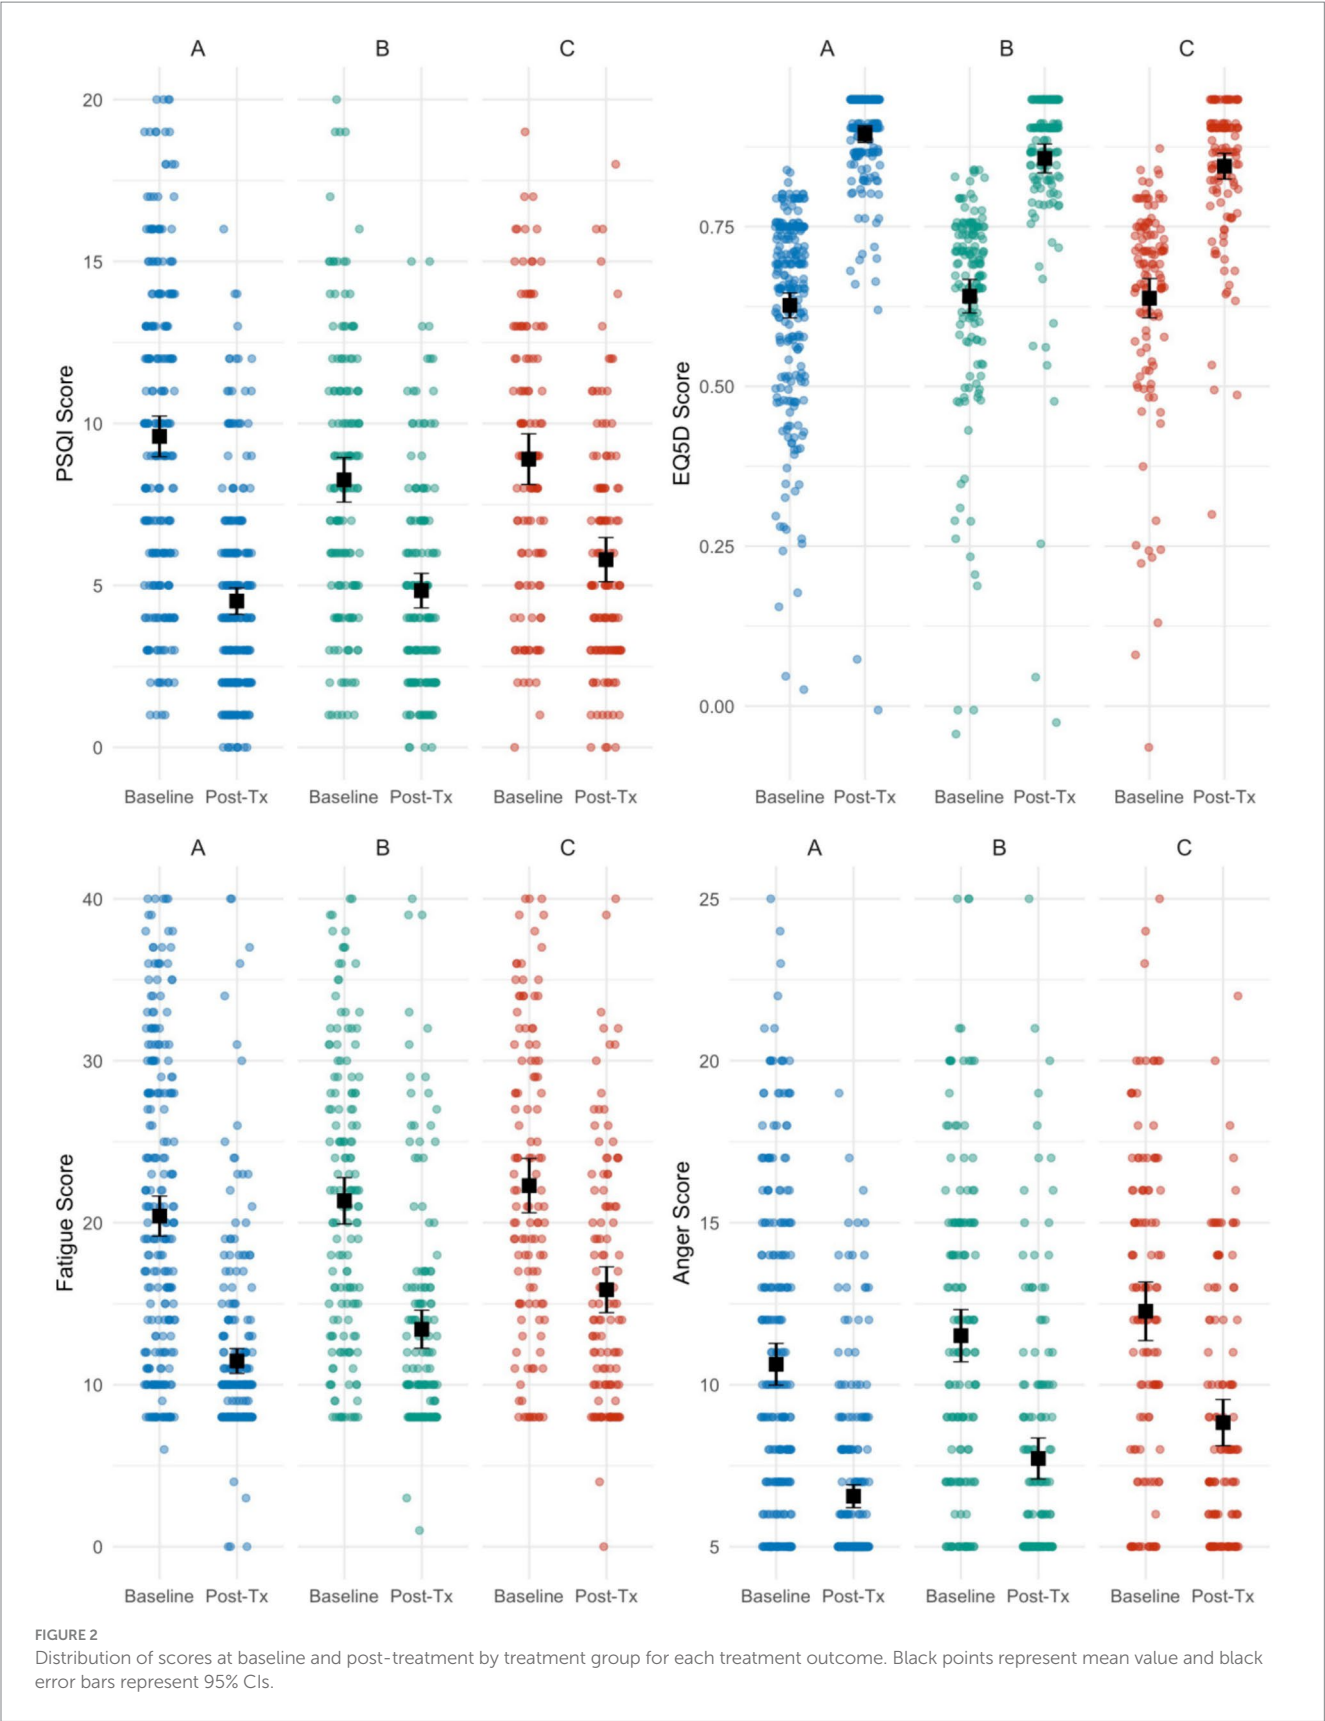 A B C
PSQI Score
20
15
10
5
0
Baseline Post-Tx Baseline Post-Tx Baseline Post-Tx
A B C
EQ5D Score
0.75
0.50
0.25
0.00
Baseline Post-Tx Baseline Post-Tx Baseline Post-Tx
A B C
Fatigue Score
40
30
20
10
0
Baseline Post-Tx Baseline Post-Tx Baseline Post-Tx
A B C
Anger Score
25
20
15
10
5
Baseline Post-Tx Baseline Post-Tx Baseline Post-Tx
FIGURE 2
Distribution of scores at baseline and post-treatment by treatment group for each treatment outcome. Black points represent mean value and black
error bars represent 95% CIs.